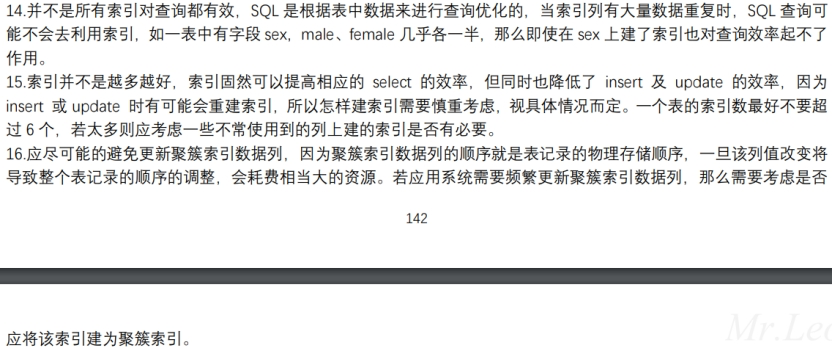 14.并不是所有索引对查询都有效，SQL 是根据表中数据来进行查询优化的，当索引列有大量数据重复时，SQL 查询可
能不会去利用索引，如一表中有字段 sex，male、female 几乎各一半，那么即使在 sex 上建了索引也对查询效率起不了
作用。
15.索引并不是越多越好，索引固然可以提高相应的 select 的效率，但同时也降低了 insert 及 update 的效率，因为
insert 或 update 时有可能会重建索引，所以怎样建索引需要慎重考虑，视具体情况而定。一个表的索引数最好不要超
过 6 个，若太多则应考虑一些不常使用到的列上建的索引是否有必要。
16.应尽可能的避免更新聚簇索引数据列，因为聚簇索引数据列的顺序就是表记录的物理存储顺序，一旦该列值改变将
导致整个表记录的顺序的调整，会耗费相当大的资源。若应用系统需要频繁更新聚簇索引数据列，那么需要考虑是否
142
Mr.Lec
应将该索引建为聚簇索引。